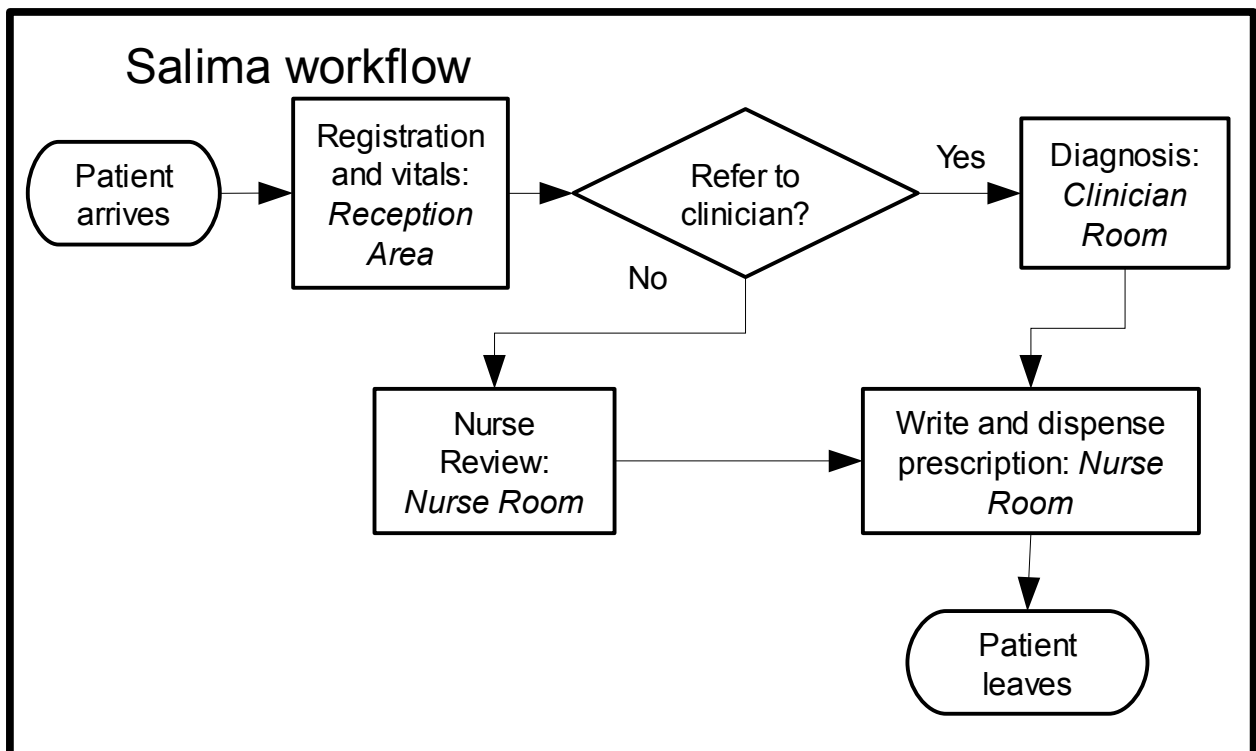 Salima workflow
Patient
arrives
Registration
and vitals:
Reception
Area
Refer to
clinician?
Yes
Diagnosis:
Clinician
Room
No
Nurse
Review:
Nurse Room
Write and dispense
prescription: Nurse
Room
Patient
leaves